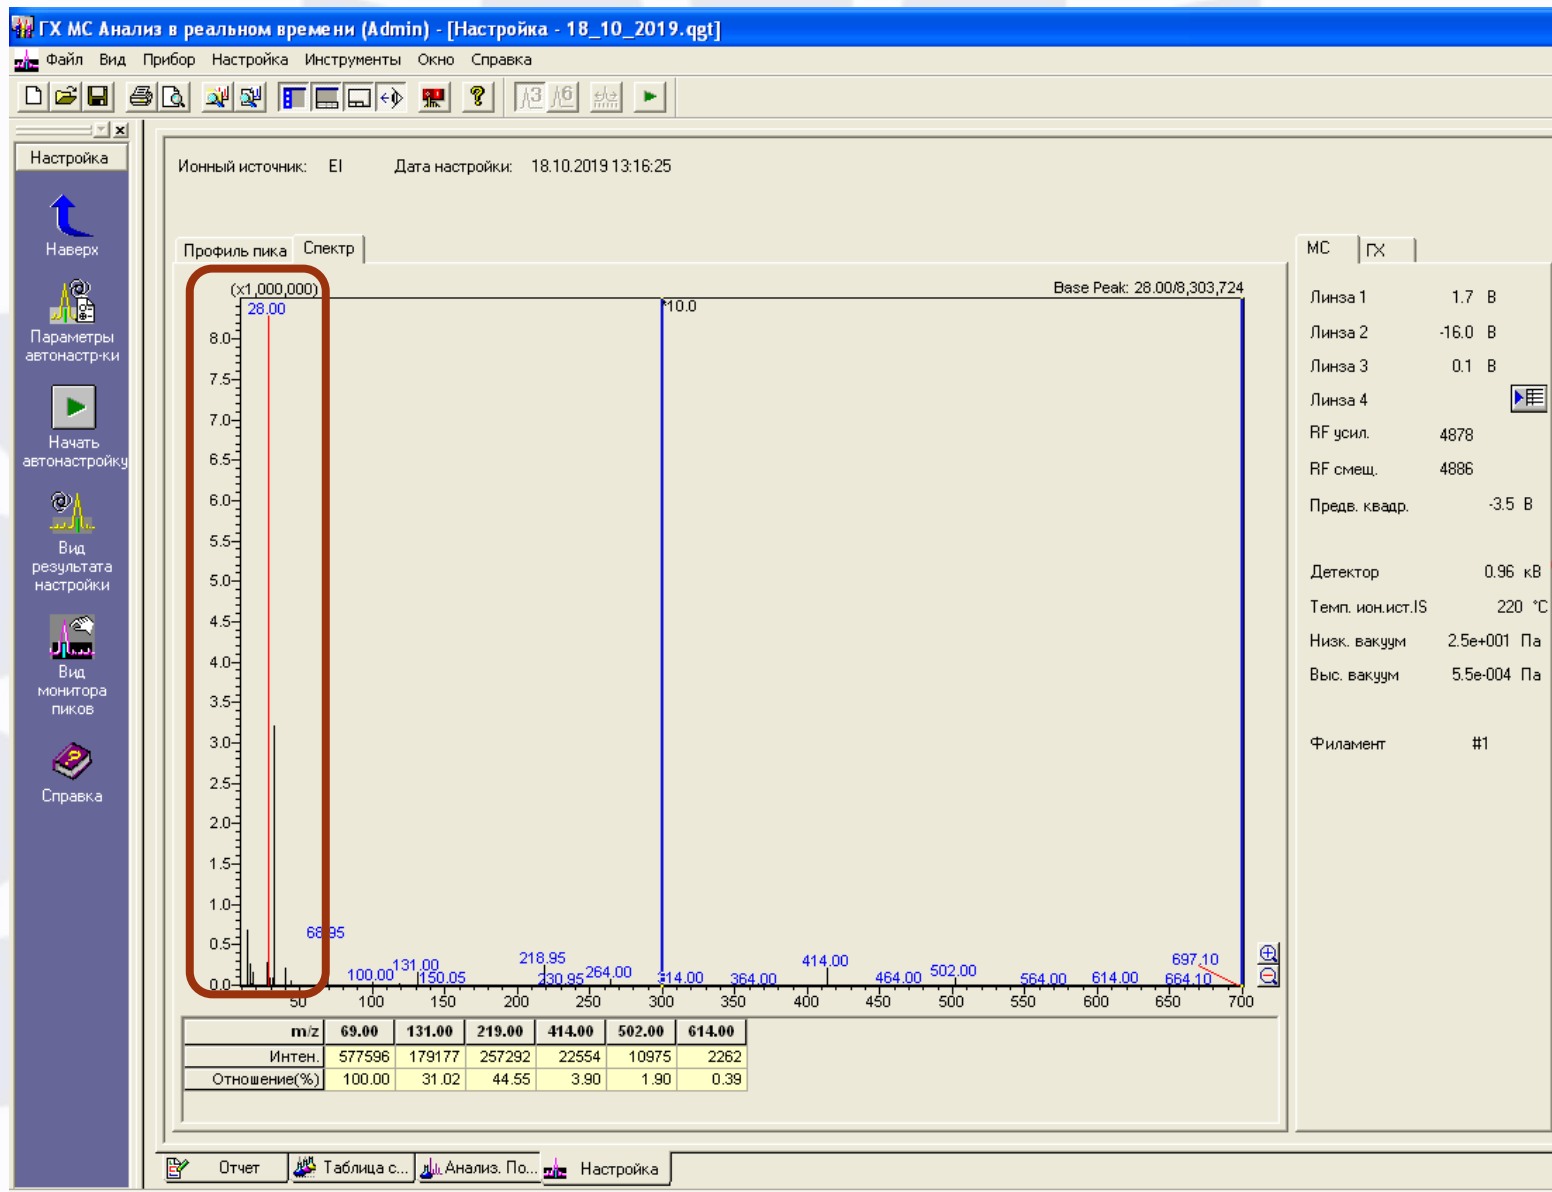 ГХ МС Анализ в реальном времени (Admin) - [Настройка - 18_10_2019.qgt]
Файл Вид Прибор Настройка Инструменты Окно Справка
Настройка
Наверх
Параметры
автонастр-ки
Начать
автонастройку
Вид
результата
настройки
Вид
монитора
пиков
Справка
Ионный источник: EI Дата настройки: 18.10.2019 13:16:25
Профиль пика Спектр
(x1,000,000) Base Peak: 28.00/8,303,724
28.00 *10.0
8.0
7.5
7.0
6.5
6.0
5.5
5.0
4.5
4.0
3.5
3.0
2.5
2.0
1.5
1.0
0.5
0.0
68.95
100.00 131.00 150.05 218.95 230.95 264.00 314.00 364.00 414.00 464.00 502.00 564.00 614.00 664.10 697.10
50 100 150 200 250 300 350 400 450 500 550 600 650 700
m/z 69.00 131.00 219.00 414.00 502.00 614.00
Интен. 577596 179177 257292 22554 10975 2262
Отношение(%) 100.00 31.02 44.55 3.90 1.90 0.39
МС ГХ
Линза 1 1.7 В
Линза 2 -16.0 В
Линза 3 0.1 В
Линза 4
RF усил. 4878
RF смещ. 4886
Предв. квадр. -3.5 В
Детектор 0.96 кВ
Темп. ион.ист.IS 220 °C
Низк. вакуум 2.5e+001 Па
Выс. вакуум 5.5e-004 Па
Филамент #1
Отчет Таблица с... Анализ. По... Настройка